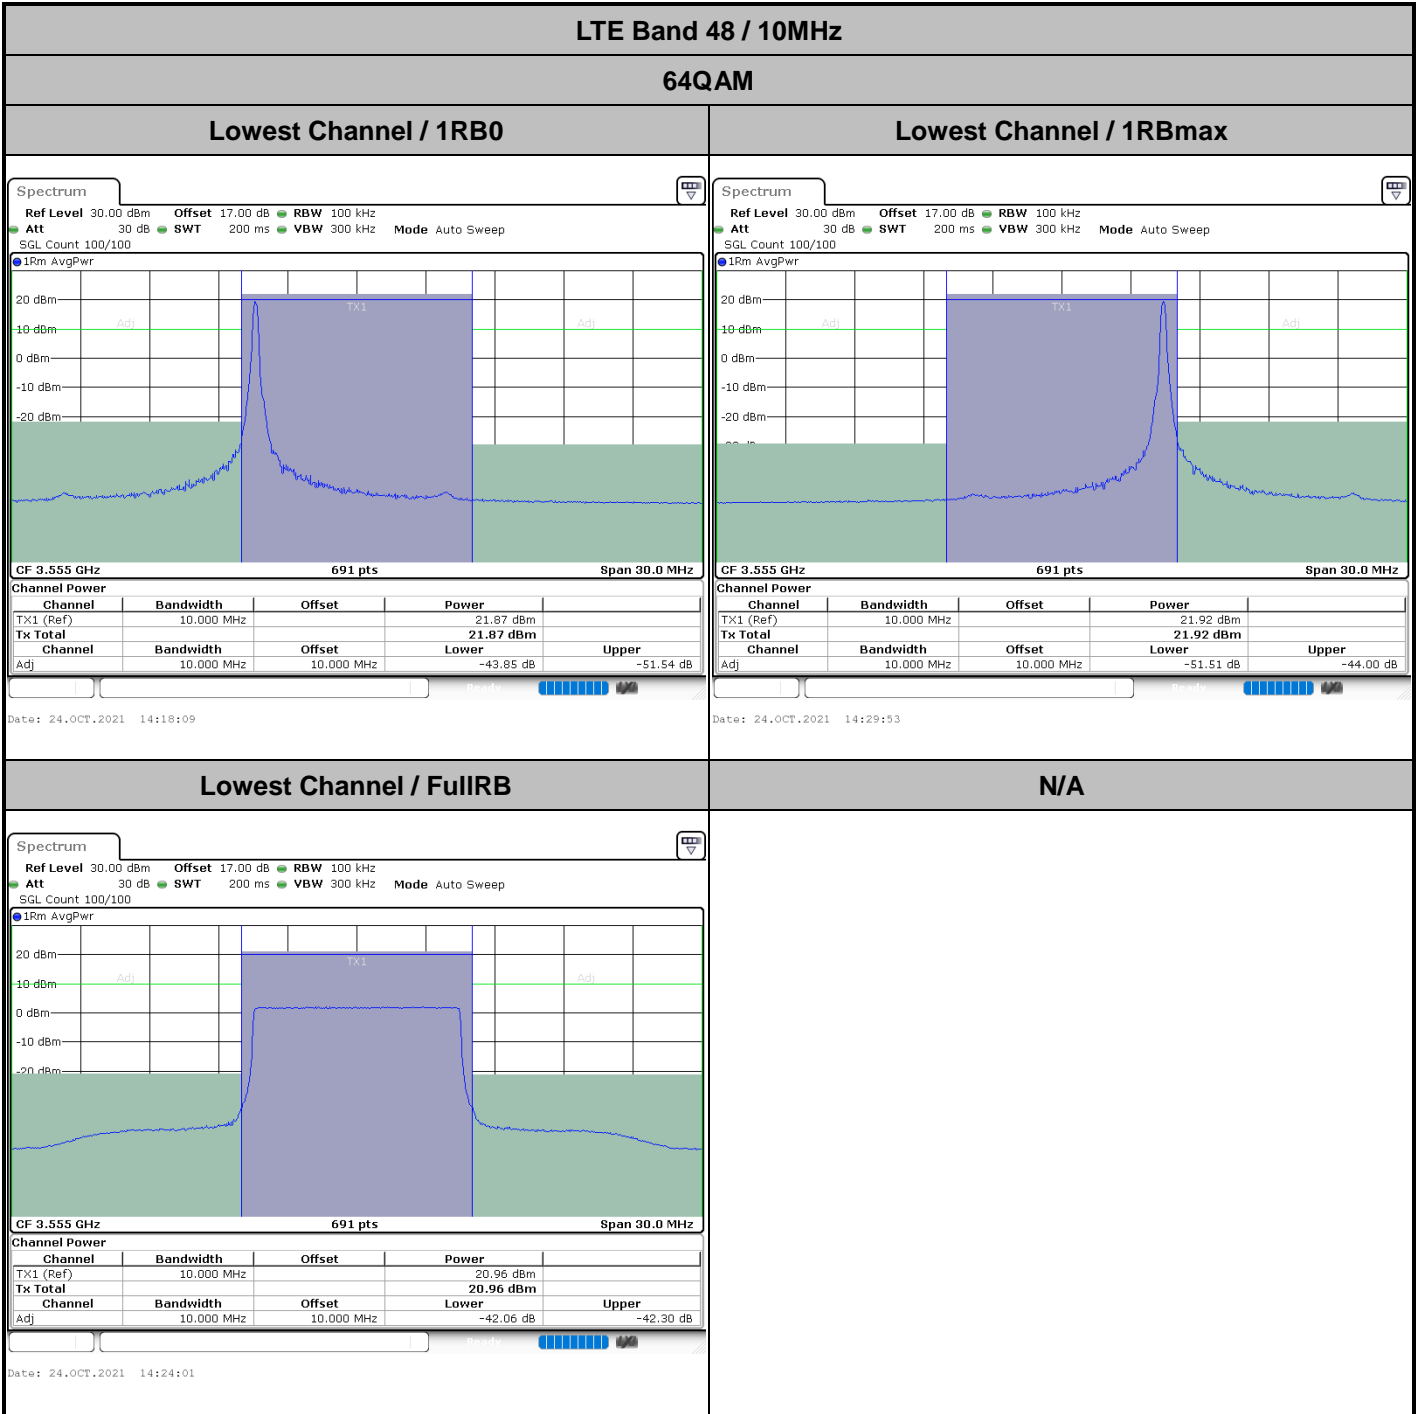 LTE Band 48 / 10MHz
64QAM
Lowest Channel / 1RB0
Lowest Channel / 1RBmax
Spectrum
Ref Level 30.00 dBm Offset 17.00 dB RBW 100 kHz
Att 30 dB SWT 200 ms VBW 300 kHz Mode Auto Sweep
SGL Count 100/100
1Rm AvgPwr
TX1
Adj
Adj
20 dBm
10 dBm
0 dBm
-10 dBm
-20 dBm
CF 3.555 GHz 691 pts Span 30.0 MHz
Channel Power
Channel Bandwidth Offset Power
TX1 (Ref) 10.000 MHz 21.87 dBm
Tx Total 21.87 dBm
Channel Bandwidth Offset Lower Upper
Adj 10.000 MHz 10.000 MHz -43.85 dB -51.54 dB
Ready
Date: 24.OCT.2021 14:18:09
Spectrum
Ref Level 30.00 dBm Offset 17.00 dB RBW 100 kHz
Att 30 dB SWT 200 ms VBW 300 kHz Mode Auto Sweep
SGL Count 100/100
1Rm AvgPwr
TX1
Adj
Adj
20 dBm
10 dBm
0 dBm
-10 dBm
-20 dBm
CF 3.555 GHz 691 pts Span 30.0 MHz
Channel Power
Channel Bandwidth Offset Power
TX1 (Ref) 10.000 MHz 21.92 dBm
Tx Total 21.92 dBm
Channel Bandwidth Offset Lower Upper
Adj 10.000 MHz 10.000 MHz -51.51 dB -44.00 dB
Ready
Date: 24.OCT.2021 14:29:53
Lowest Channel / FullRB
N/A
Spectrum
Ref Level 30.00 dBm Offset 17.00 dB RBW 100 kHz
Att 30 dB SWT 200 ms VBW 300 kHz Mode Auto Sweep
SGL Count 100/100
1Rm AvgPwr
TX1
Adj
Adj
20 dBm
10 dBm
0 dBm
-10 dBm
-20 dBm
CF 3.555 GHz 691 pts Span 30.0 MHz
Channel Power
Channel Bandwidth Offset Power
TX1 (Ref) 10.000 MHz 20.96 dBm
Tx Total 20.96 dBm
Channel Bandwidth Offset Lower Upper
Adj 10.000 MHz 10.000 MHz -42.06 dB -42.30 dB
Ready
Date: 24.OCT.2021 14:24:01